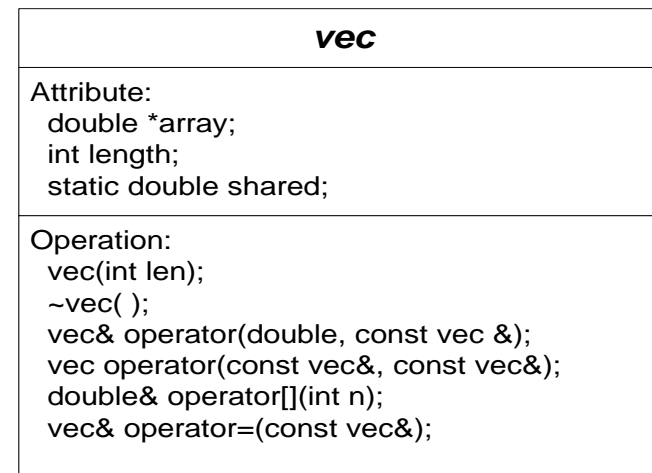 vec
Attribute:
double *array;
int length;
static double shared;
Operation:
vec(int len);
~vec( );
vec& operator(double, const vec &);
vec operator(const vec&, const vec&);
double& operator[](int n);
vec& operator=(const vec&);